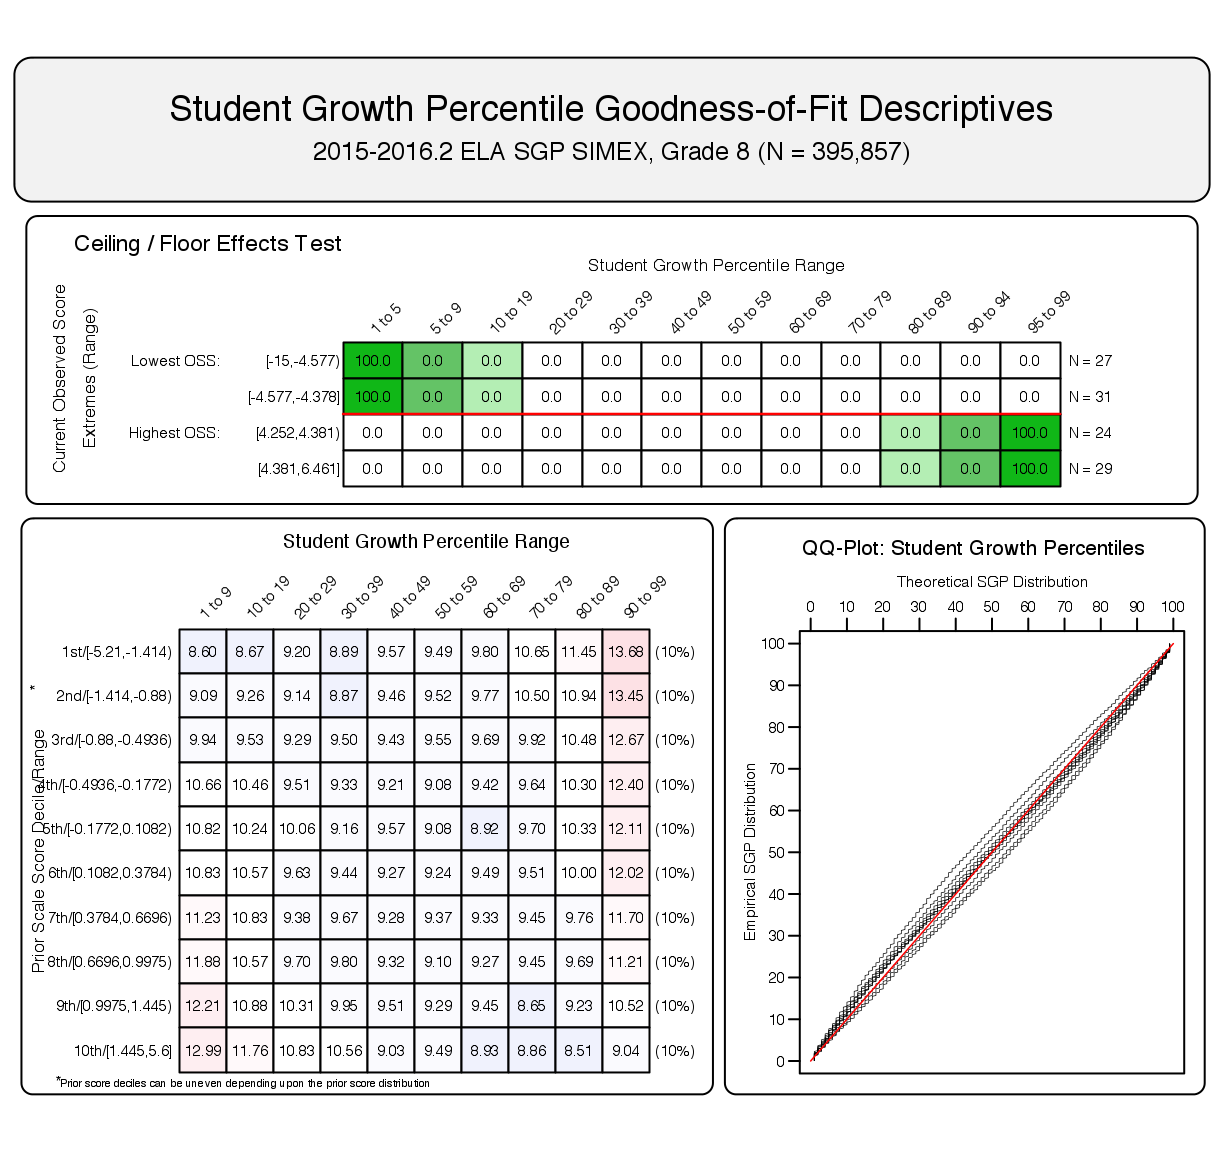 Student Growth Percentile Goodness-of-Fit Descriptives
2015-2016.2 ELA SGP SIMEX, Grade 8 (N = 395,857)
Ceiling / Floor Effects Test
Student Growth Percentile Range
Current Observed Score
Extremes (Range)
1 to 5 5 to 9 10 to 19 20 to 29 30 to 39 40 to 49 50 to 59 60 to 69 70 to 79 80 to 89 90 to 94 95 to 99
Lowest OSS: [-15,-4.577) 100.0 0.0 0.0 0.0 0.0 0.0 0.0 0.0 0.0 0.0 0.0 0.0 N = 27
[-4.577,-4.378] 100.0 0.0 0.0 0.0 0.0 0.0 0.0 0.0 0.0 0.0 0.0 0.0 N = 31
Highest OSS: [4.252,4.381) 0.0 0.0 0.0 0.0 0.0 0.0 0.0 0.0 0.0 0.0 0.0 100.0 N = 24
[4.381,6.461] 0.0 0.0 0.0 0.0 0.0 0.0 0.0 0.0 0.0 0.0 0.0 100.0 N = 29
Student Growth Percentile Range
* Prior Scale Score Decile/Range
1 to 9 10 to 19 20 to 29 30 to 39 40 to 49 50 to 59 60 to 69 70 to 79 80 to 89 90 to 99
1st/[-5.21,-1.414) 8.60 8.67 9.20 8.89 9.57 9.49 9.80 10.65 11.45 13.68 (10%)
2nd/[-1.414,-0.88) 9.09 9.26 9.14 8.87 9.46 9.52 9.77 10.50 10.94 13.45 (10%)
3rd/[-0.88,-0.4936) 9.94 9.53 9.29 9.50 9.43 9.55 9.69 9.92 10.48 12.67 (10%)
4th/[-0.4936,-0.1772) 10.66 10.46 9.51 9.33 9.21 9.08 9.42 9.64 10.30 12.40 (10%)
5th/[-0.1772,0.1082) 10.82 10.24 10.06 9.16 9.57 9.08 8.92 9.70 10.33 12.11 (10%)
6th/[0.1082,0.3784) 10.83 10.57 9.63 9.44 9.27 9.24 9.49 9.51 10.00 12.02 (10%)
7th/[0.3784,0.6696) 11.23 10.83 9.38 9.67 9.28 9.37 9.33 9.45 9.76 11.70 (10%)
8th/[0.6696,0.9975) 11.88 10.57 9.70 9.80 9.32 9.10 9.27 9.45 9.69 11.21 (10%)
9th/[0.9975,1.445) 12.21 10.88 10.31 9.95 9.51 9.29 9.45 8.65 9.23 10.52 (10%)
10th/[1.445,5.6] 12.99 11.76 10.83 10.56 9.03 9.49 8.93 8.86 8.51 9.04 (10%)
*Prior score deciles can be uneven depending upon the prior score distribution
QQ-Plot: Student Growth Percentiles
Theoretical SGP Distribution
0 10 20 30 40 50 60 70 80 90 100
Empirical SGP Distribution
100
90
80
70
60
50
40
30
20
10
0